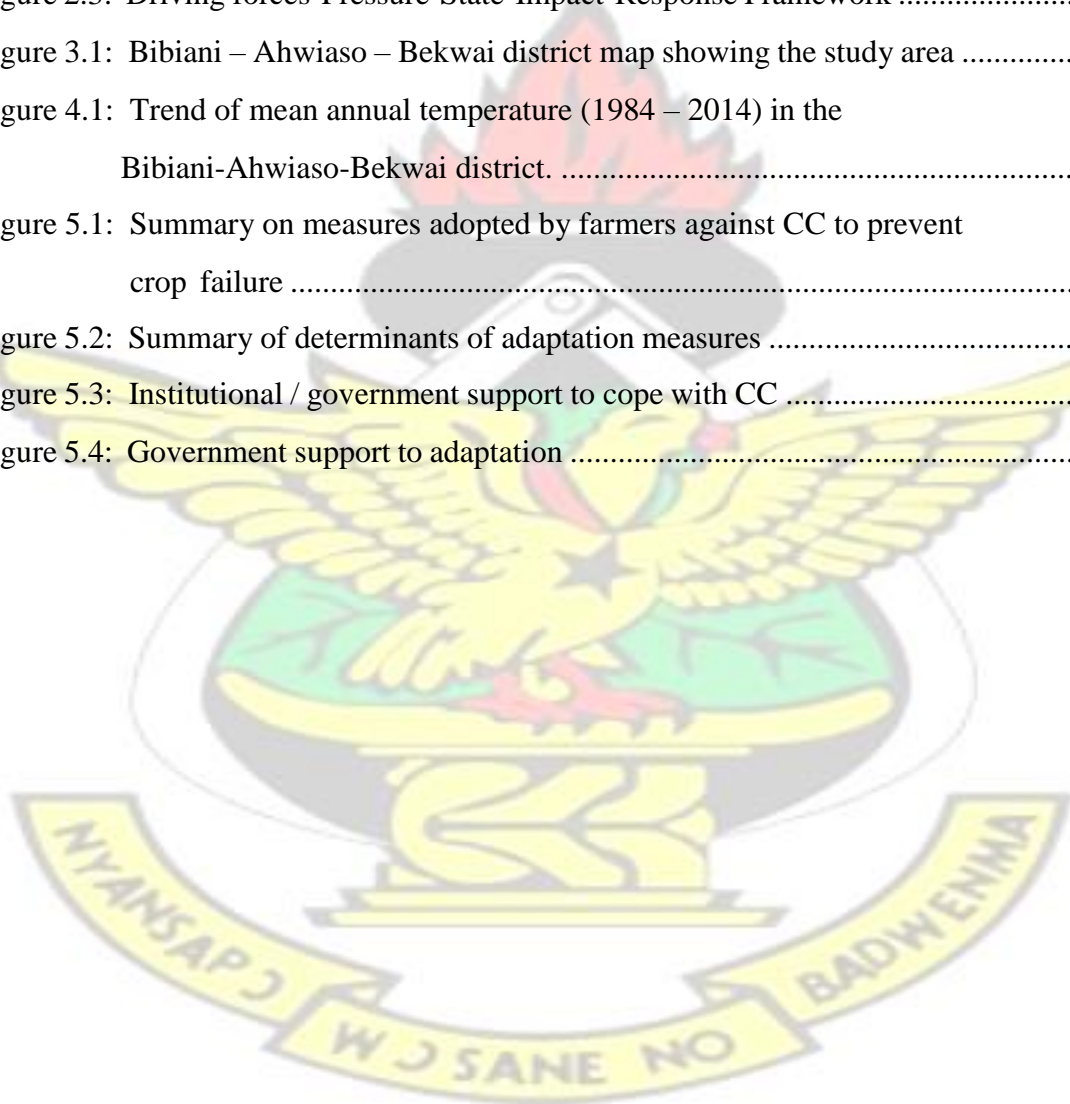 gure 2.3: Driving forces-Pressure-State-Impact-Response Framework ......................
gure 3.1: Bibiani – Ahwiaso – Bekwai district map showing the study area ..............
gure 4.1: Trend of mean annual temperature (1984 – 2014) in the
Bibiani-Ahwiaso-Bekwai district. .................................................................
gure 5.1: Summary on measures adopted by farmers against CC to prevent
crop failure ....................................................................................................
gure 5.2: Summary of determinants of adaptation measures ......................................
gure 5.3: Institutional / government support to cope with CC ....................................
gure 5.4: Government support to adaptation ................................................................
NYANSAPƆ WƆSANE NO BADWENMA